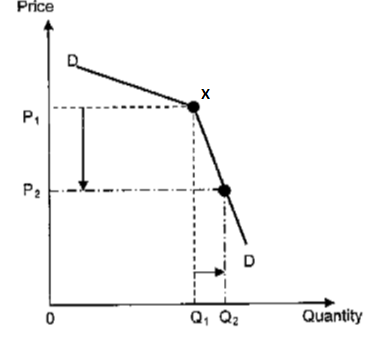 Price
D
X
P₁
P₂
D
0
Q₁ Q₂ Quantity